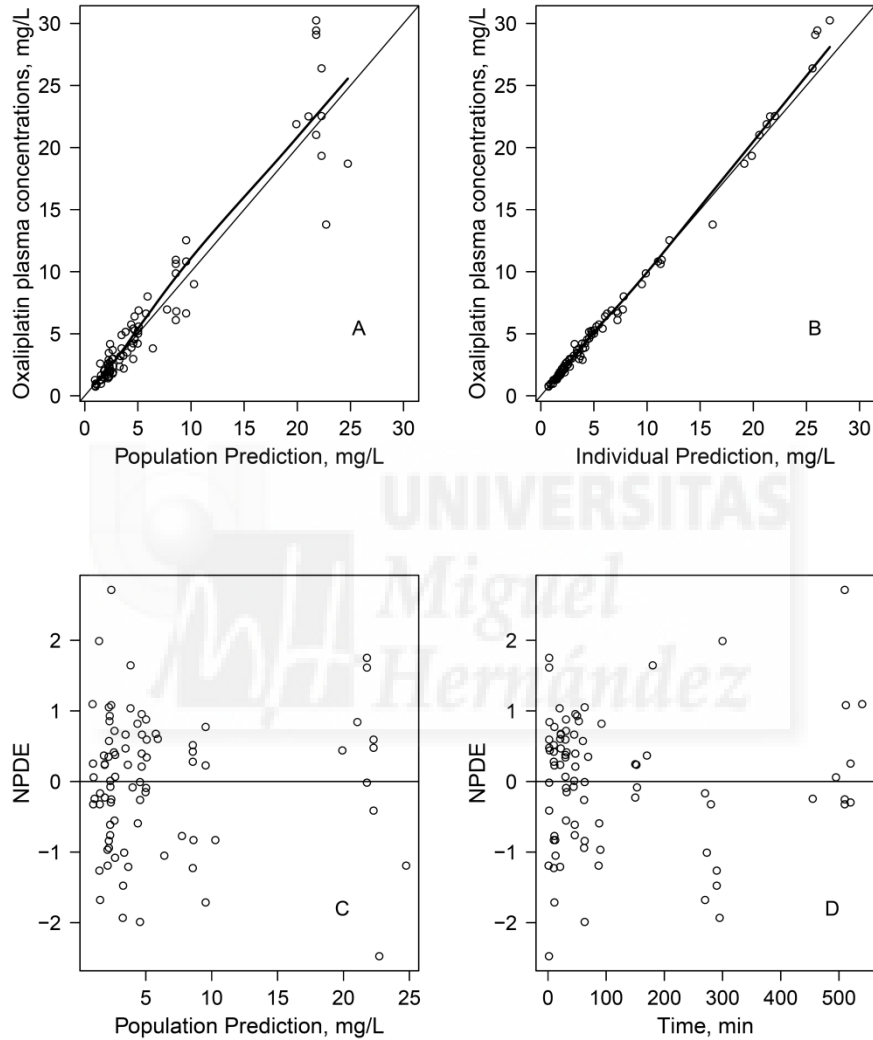 Oxaliplatin plasma concentrations, mg/L
30
25
20
15
10
5
0
A
0 5 10 15 20 25 30
Population Prediction, mg/L
Oxaliplatin plasma concentrations, mg/L
30
25
20
15
10
5
0
B
0 5 10 15 20 25 30
Individual Prediction, mg/L
UNIVERSITAS
Miguel
Hernández
MH
NPDE
2
1
0
−1
−2
C
5 10 15 20 25
Population Prediction, mg/L
NPDE
2
1
0
−1
−2
D
0 100 200 300 400 500
Time, min